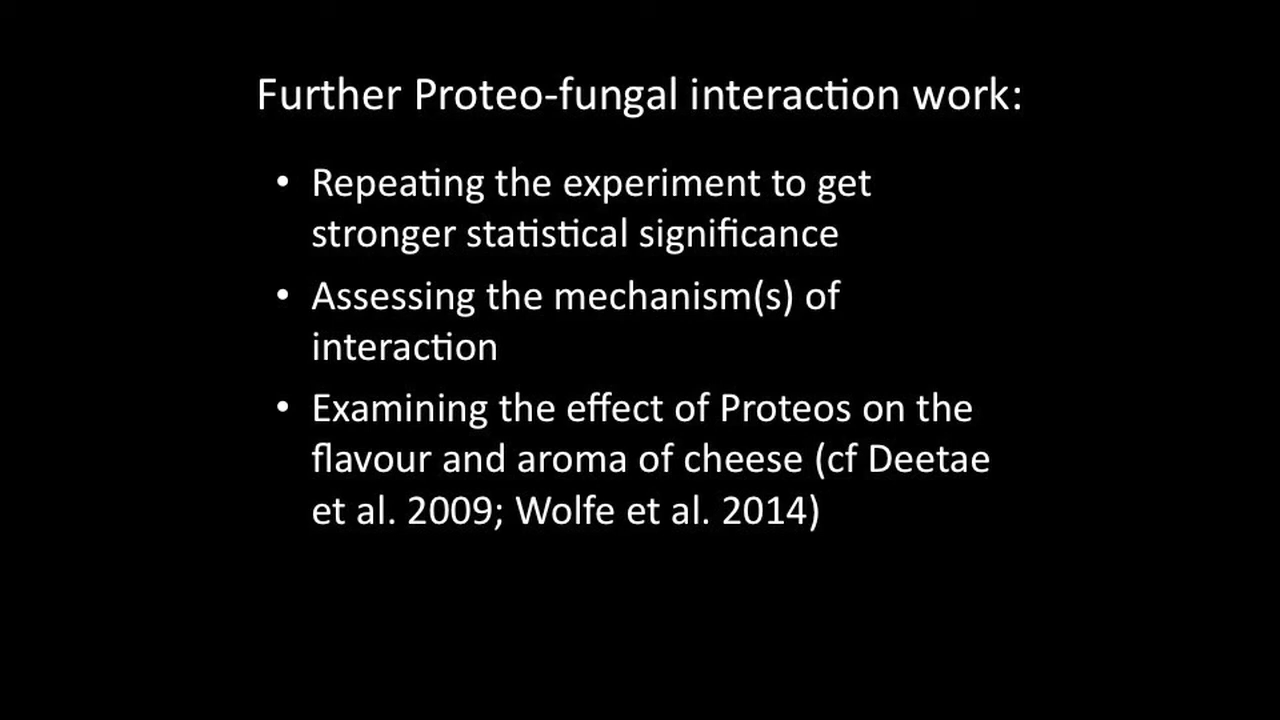 Further Proteo-fungal interaction work:
• Repeating the experiment to get
stronger statistical significance
• Assessing the mechanism(s) of
interaction
• Examining the effect of Proteos on the
flavour and aroma of cheese (cf Deetae
et al. 2009; Wolfe et al. 2014)